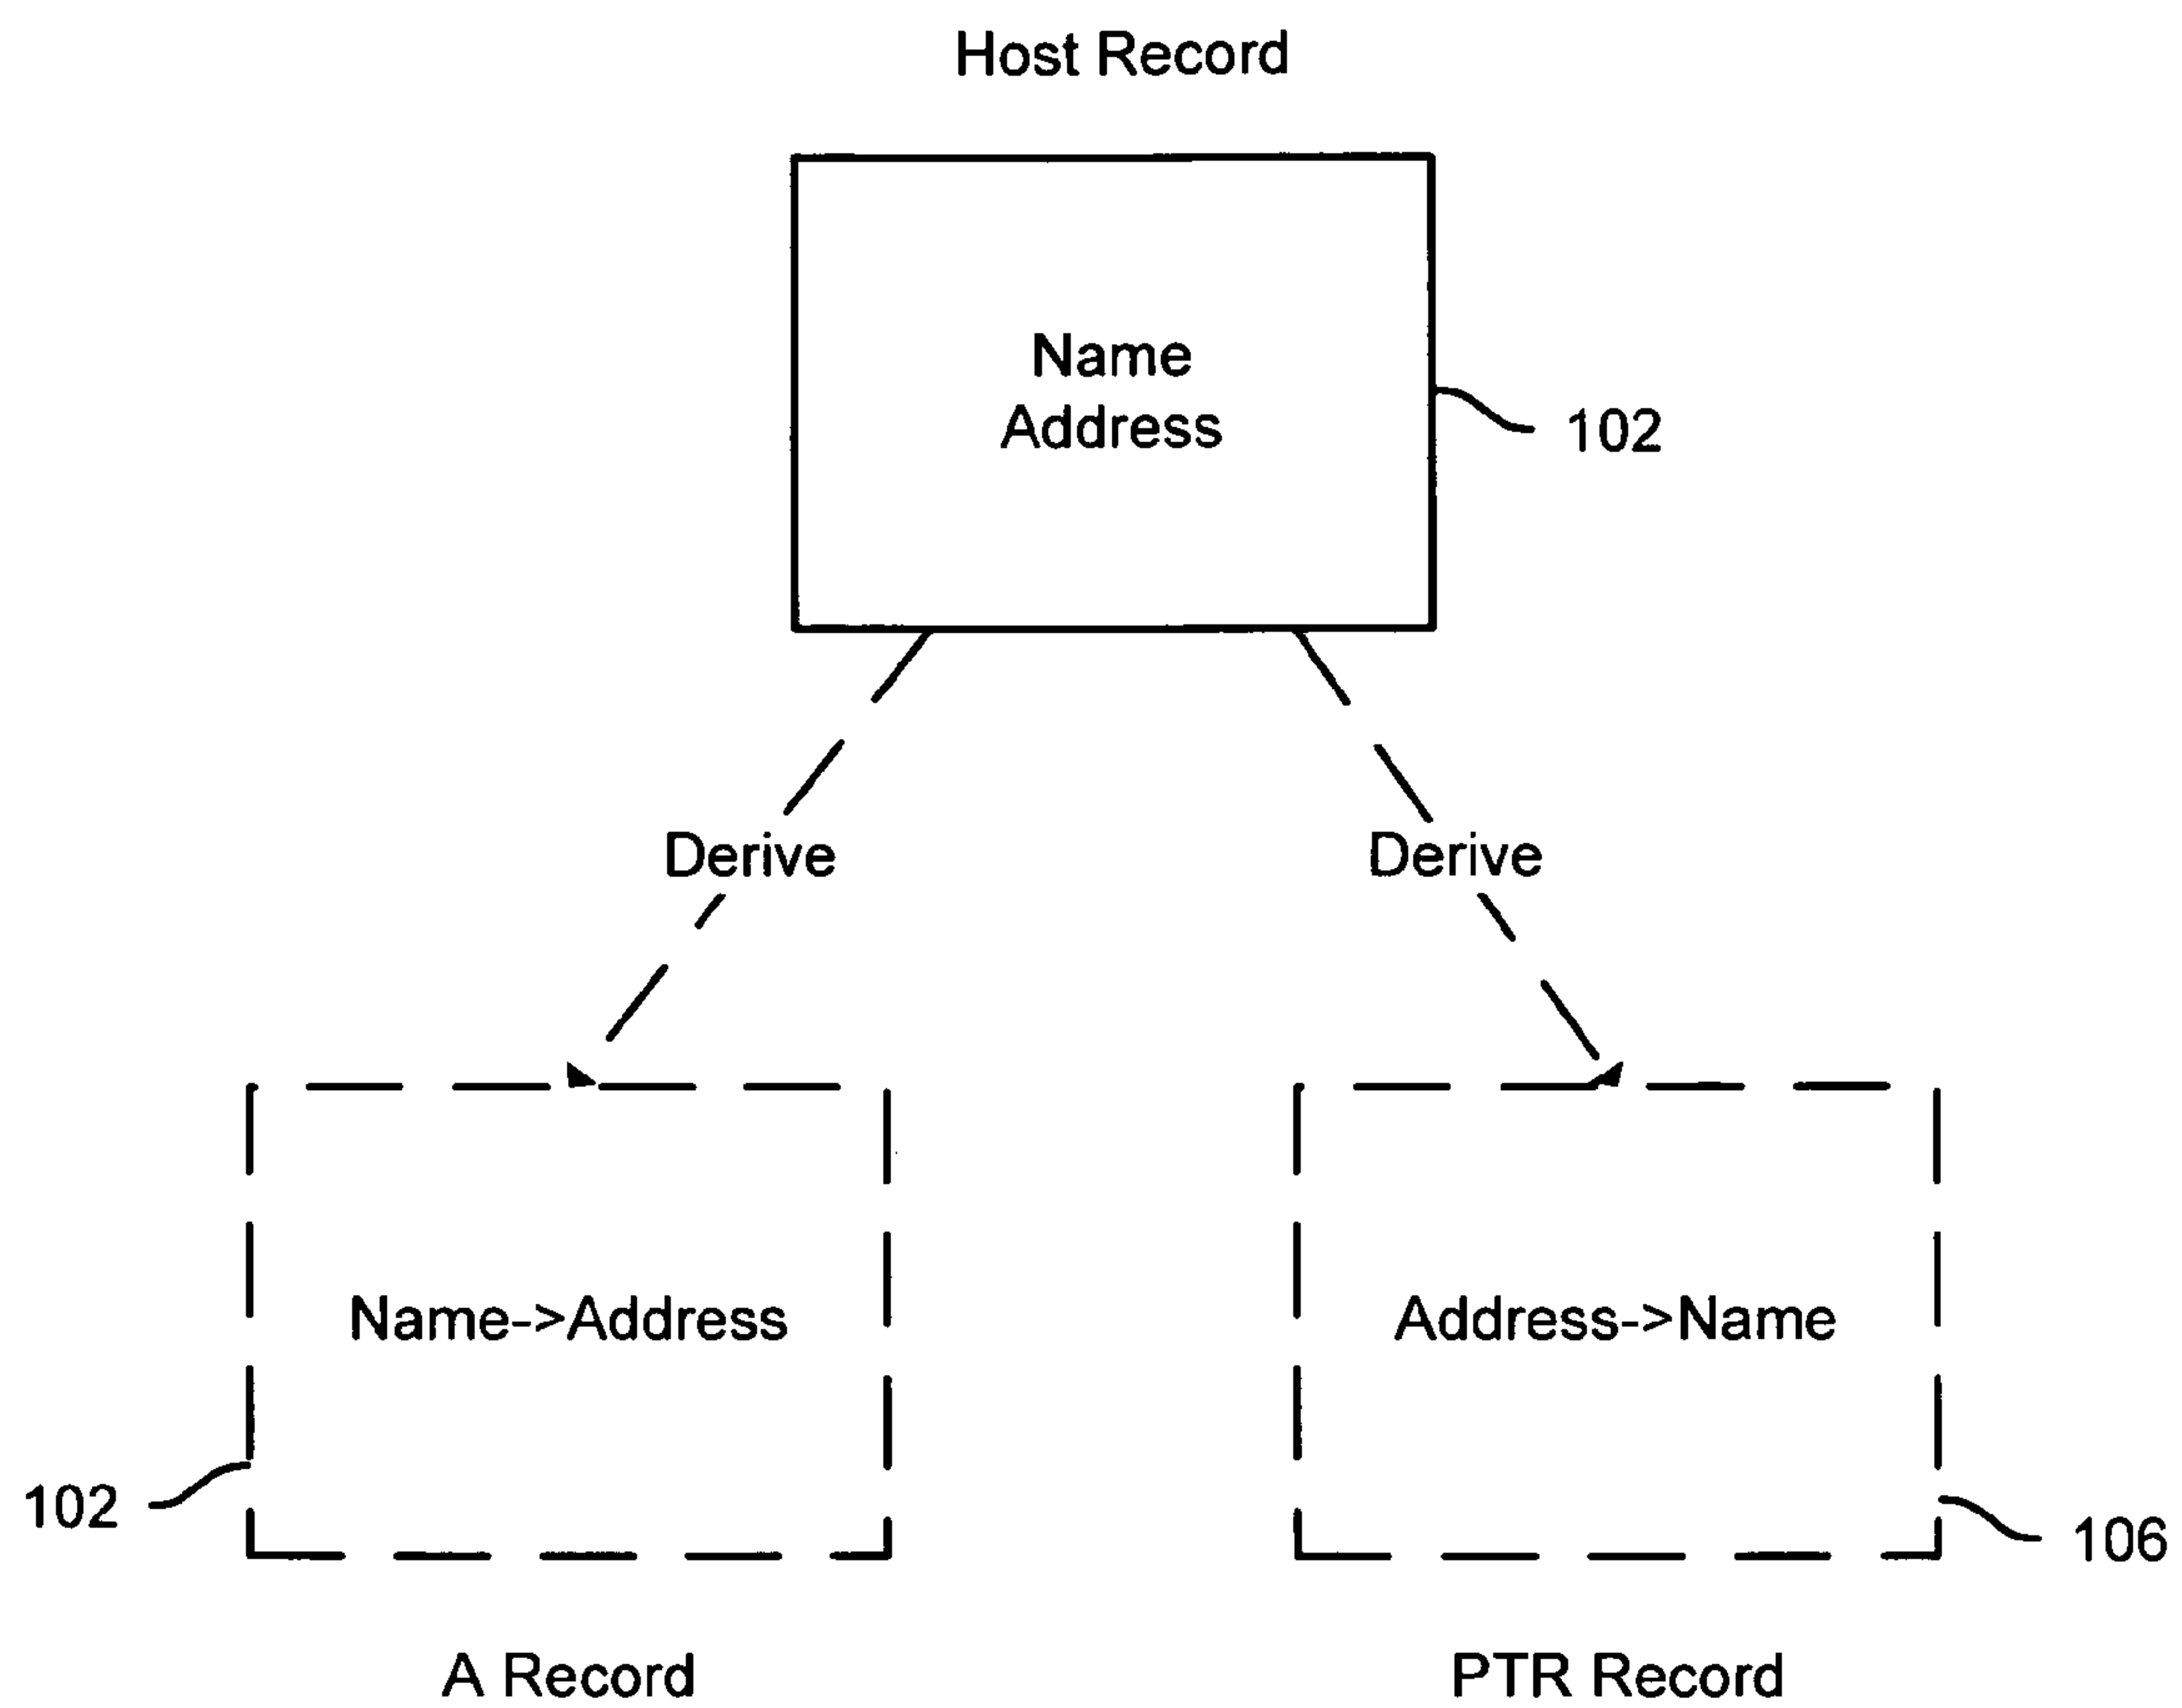 Host Record
Name
Address
102
Derive
Derive
Name->Address
Address->Name
102
106
A Record
PTR Record